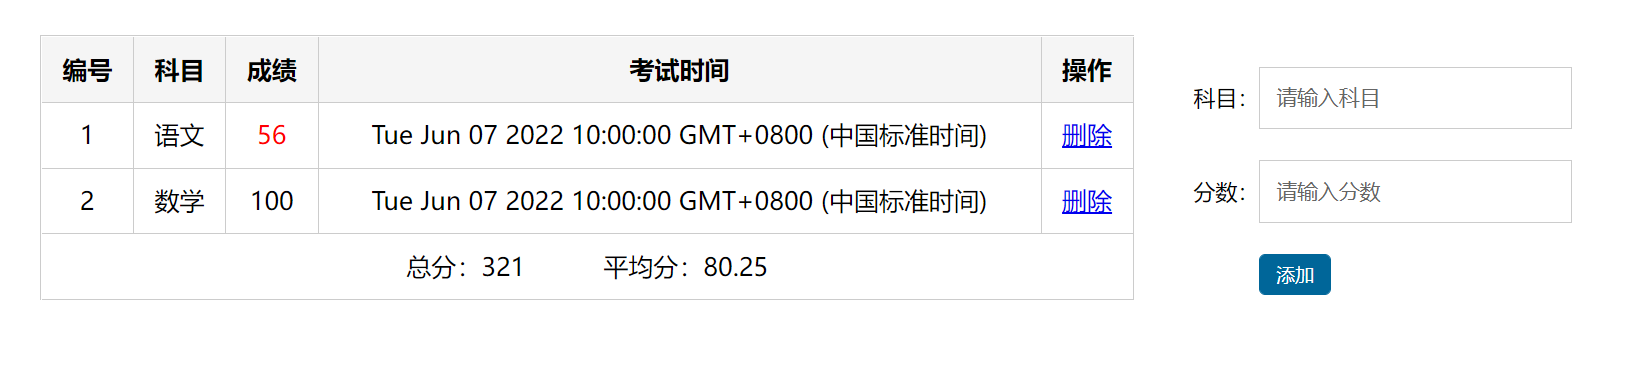 编号 科目 成绩 考试时间 操作
1 语文 56 Tue Jun 07 2022 10:00:00 GMT+0800 (中国标准时间) 删除
2 数学 100 Tue Jun 07 2022 10:00:00 GMT+0800 (中国标准时间) 删除
总分：321 平均分：80.25
科目： 请输入科目
分数： 请输入分数
添加